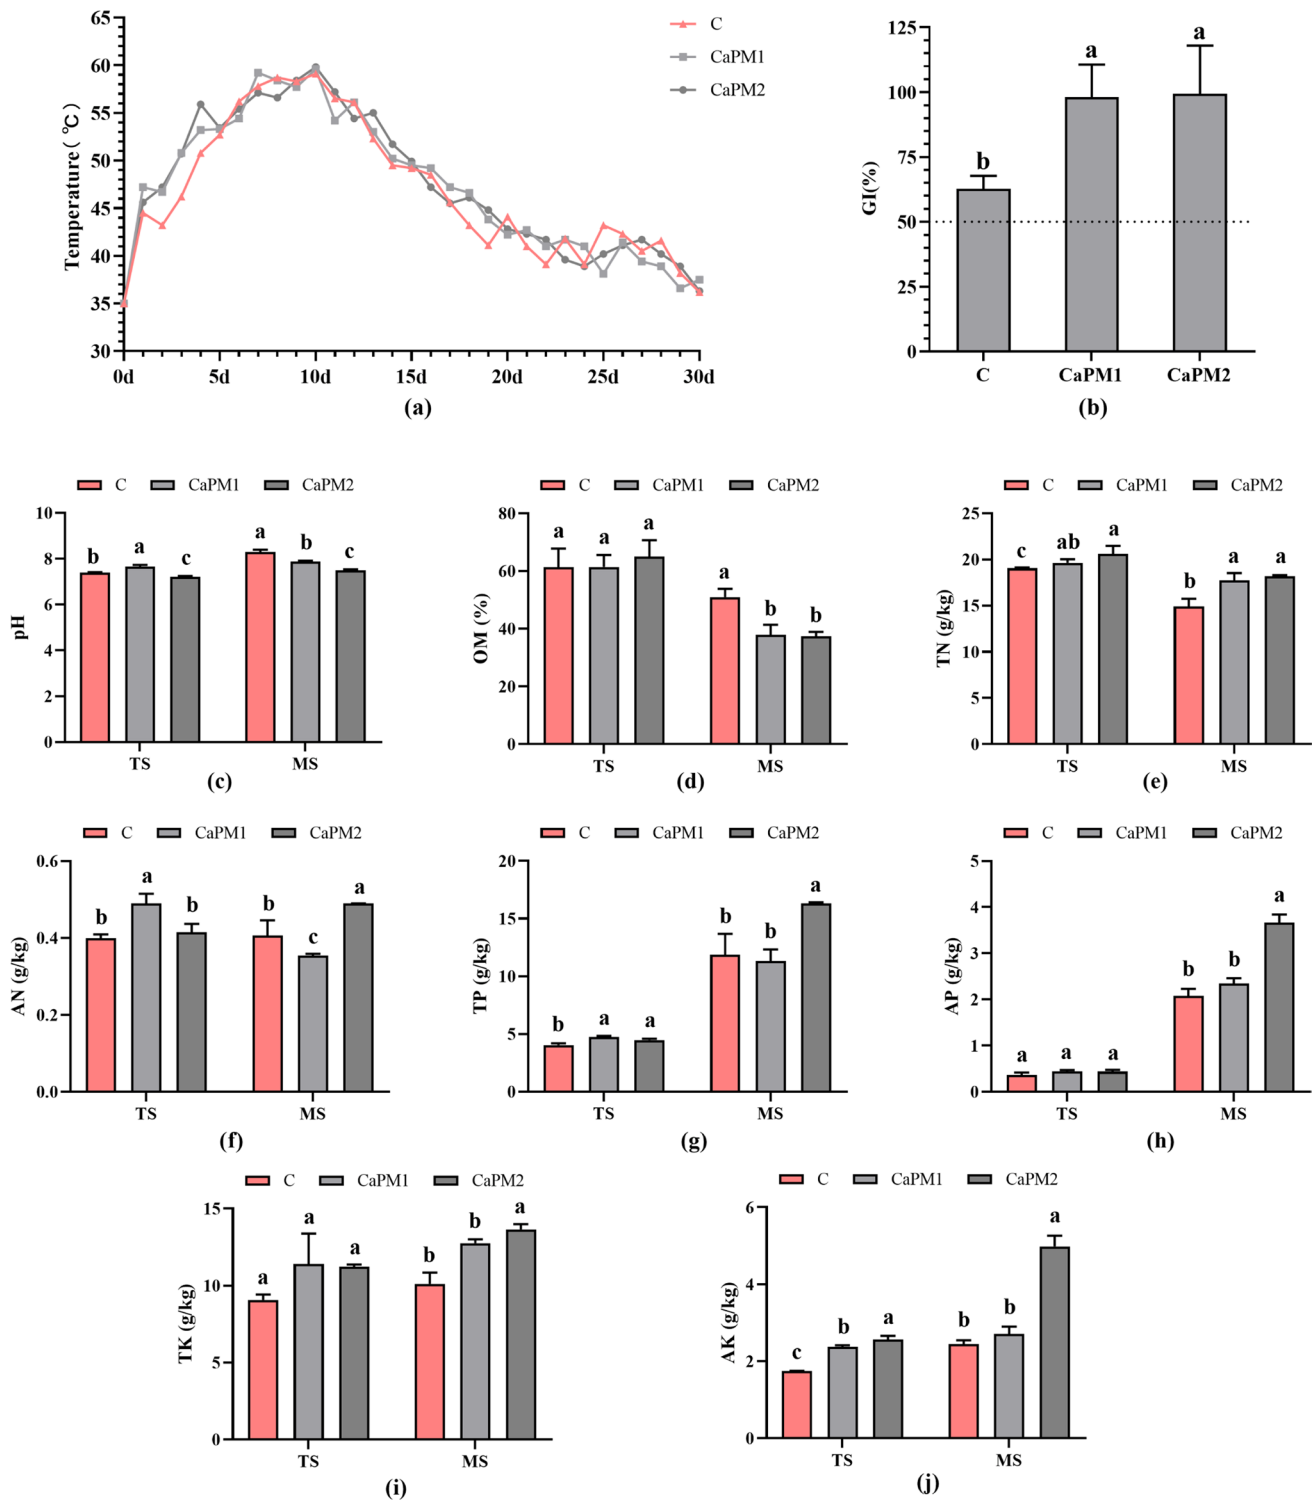 65
60
55
50
45
40
35
30
Temperature( ℃)
0d 5d 10d 15d 20d 25d 30d
C
CaPM1
CaPM2
(a)
125
100
75
50
25
0
GI(%)
b a a
C CaPM1 CaPM2
(b)
C CaPM1 CaPM2
10
8
6
4
2
0
pH
b a c a b c
TS MS
(c)
C CaPM1 CaPM2
80
60
40
20
0
OM (%)
a a a a b b
TS MS
(d)
C CaPM1 CaPM2
25
20
15
10
5
0
TN (g/kg)
c ab a b a a
TS MS
(e)
C CaPM1 CaPM2
0.6
0.4
0.2
0.0
AN (g/kg)
b a b b c a
TS MS
(f)
C CaPM1 CaPM2
20
15
10
5
0
TP (g/kg)
b a a b b a
TS MS
(g)
C CaPM1 CaPM2
5
4
3
2
1
0
AP (g/kg)
a a a b b a
TS MS
(h)
C CaPM1 CaPM2
15
10
5
0
TK (g/kg)
a a a b b a
TS MS
(i)
C CaPM1 CaPM2
6
4
2
0
AK (g/kg)
c b a b b a
TS MS
(j)